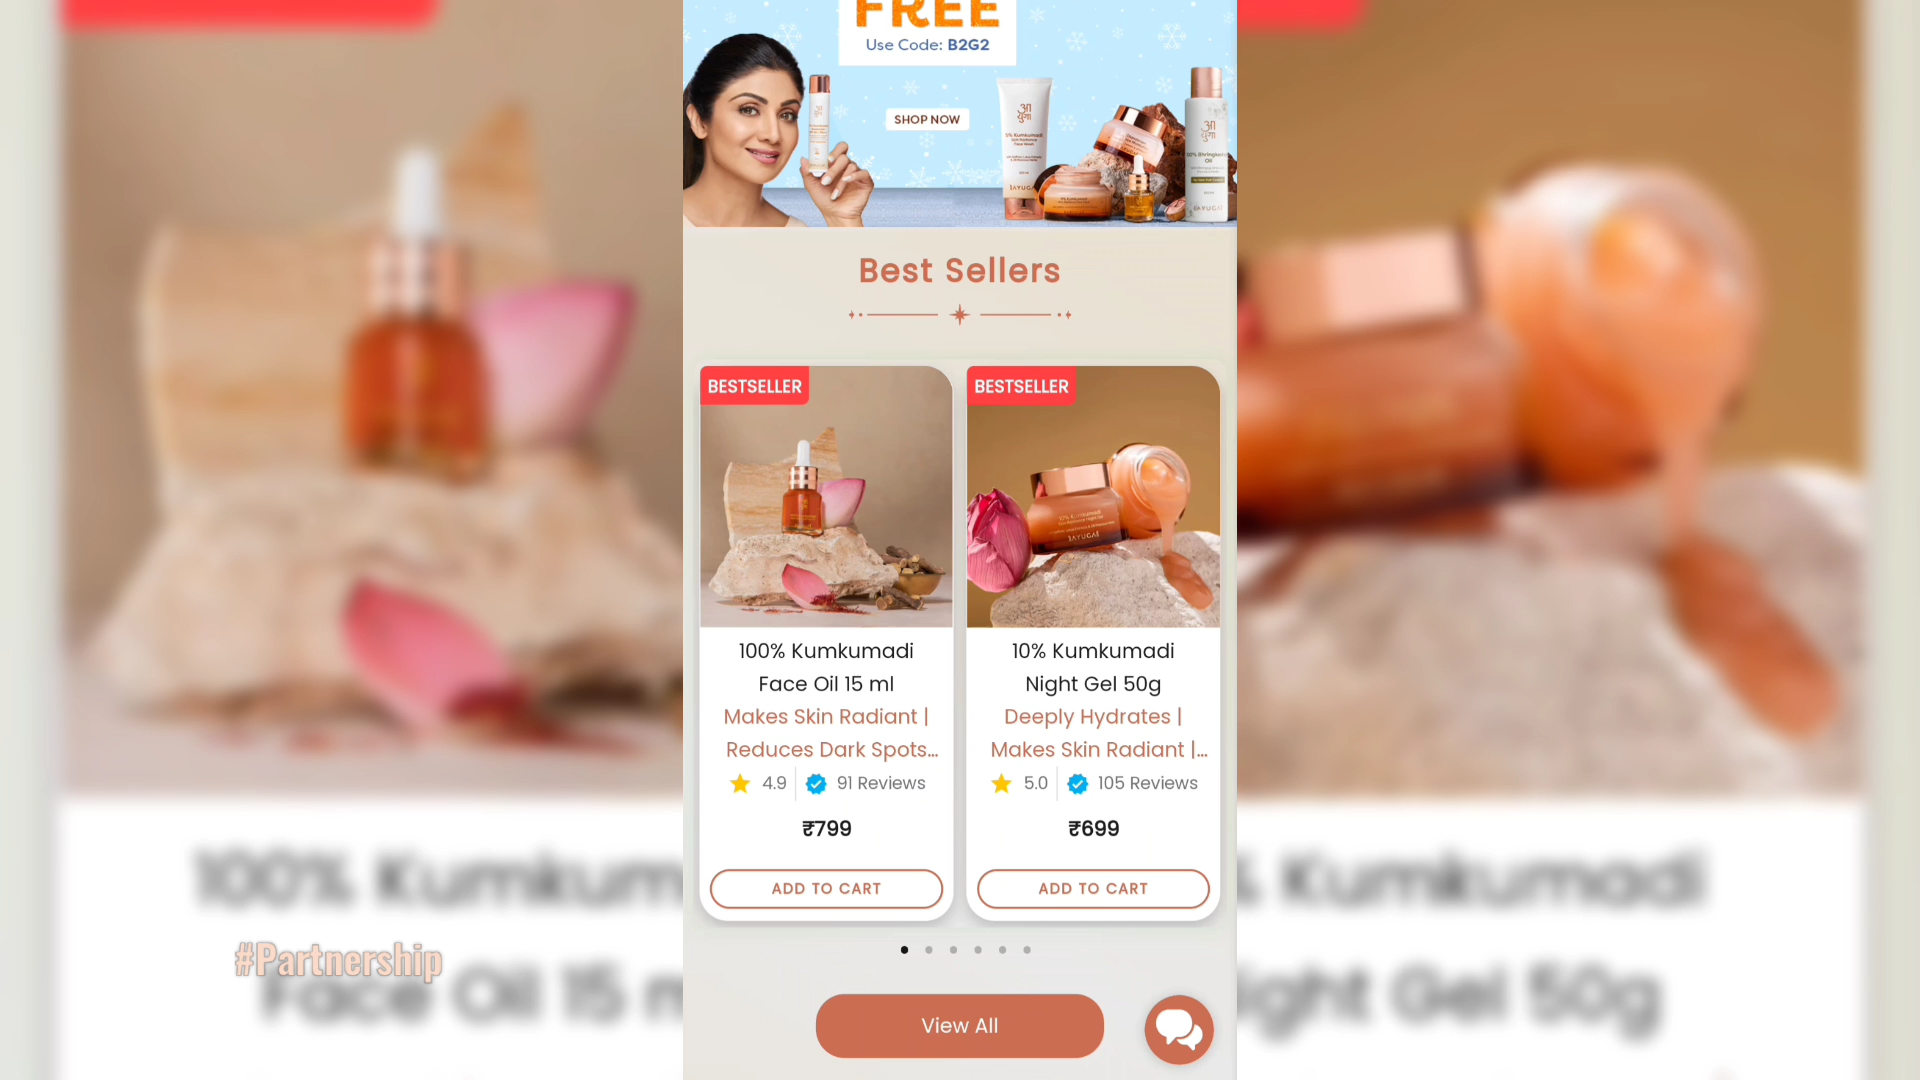 FREE
Use Code: B2G2
SHOP NOW
आ
युगा
Best Sellers
BESTSELLER
BESTSELLER
100% Kumkumadi
Face Oil 15 ml
Makes Skin Radiant |
Reduces Dark Spots...
4.9
91 Reviews
₹799
ADD TO CART
10% Kumkumadi
Night Gel 50g
Deeply Hydrates |
Makes Skin Radiant |...
5.0
105 Reviews
₹699
ADD TO CART
#Partnership
View All